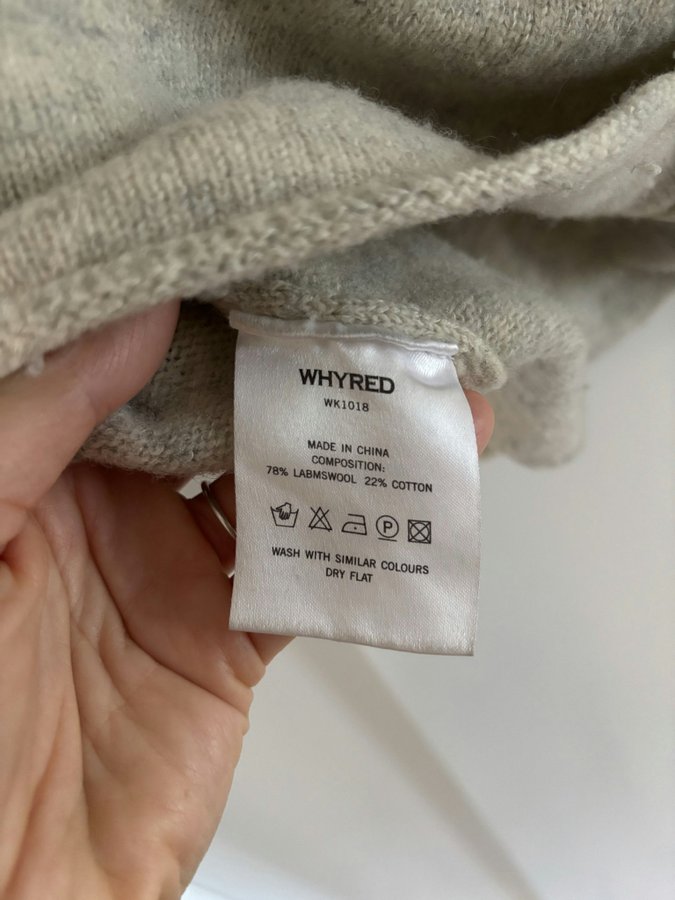 WHYRED
WK1018
MADE IN CHINA
COMPOSITION:
78% LABMSWOOL 22% COTTON
P
WASH WITH SIMILAR COLOURS
DRY FLAT